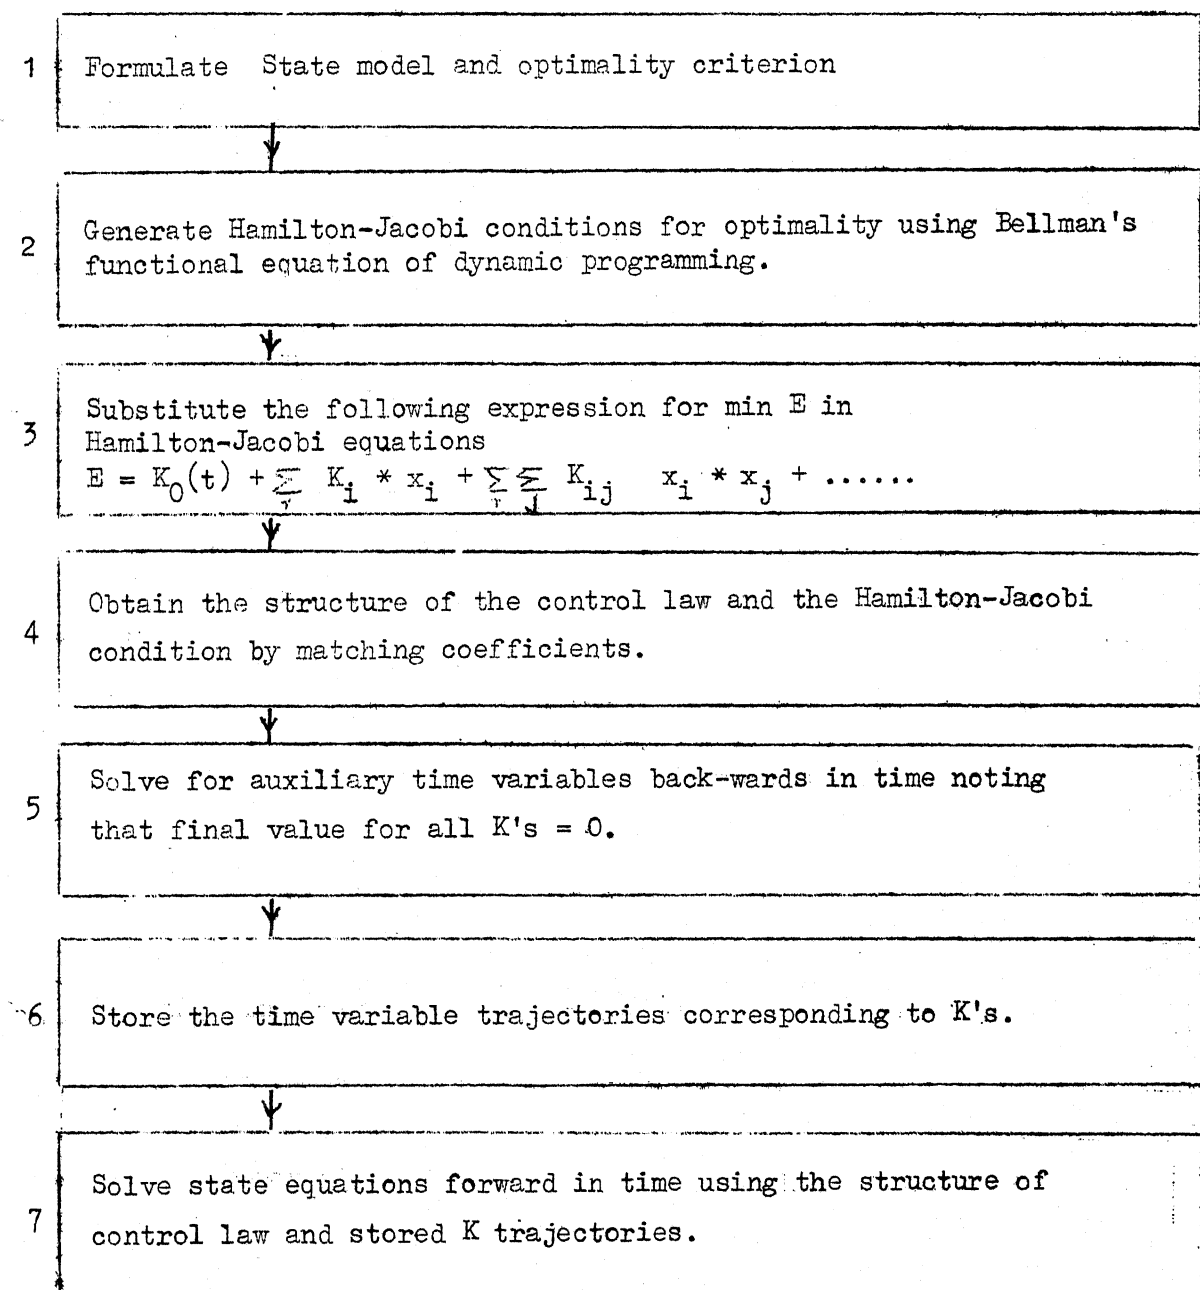 1 Formulate State model and optimality criterion
2 Generate Hamilton-Jacobi conditions for optimality using Bellman's
functional equation of dynamic programming.
3 Substitute the following expression for min E in
Hamilton-Jacobi equations
E = K₀(t) + Σᵢ Kᵢ * xᵢ + Σᵢ Σⱼ Kᵢⱼ xᵢ * xⱼ + ......
4 Obtain the structure of the control law and the Hamilton-Jacobi
condition by matching coefficients.
5 Solve for auxiliary time variables back-wards in time noting
that final value for all K's = 0.
6 Store the time variable trajectories corresponding to K's.
7 Solve state equations forward in time using the structure of
control law and stored K trajectories.